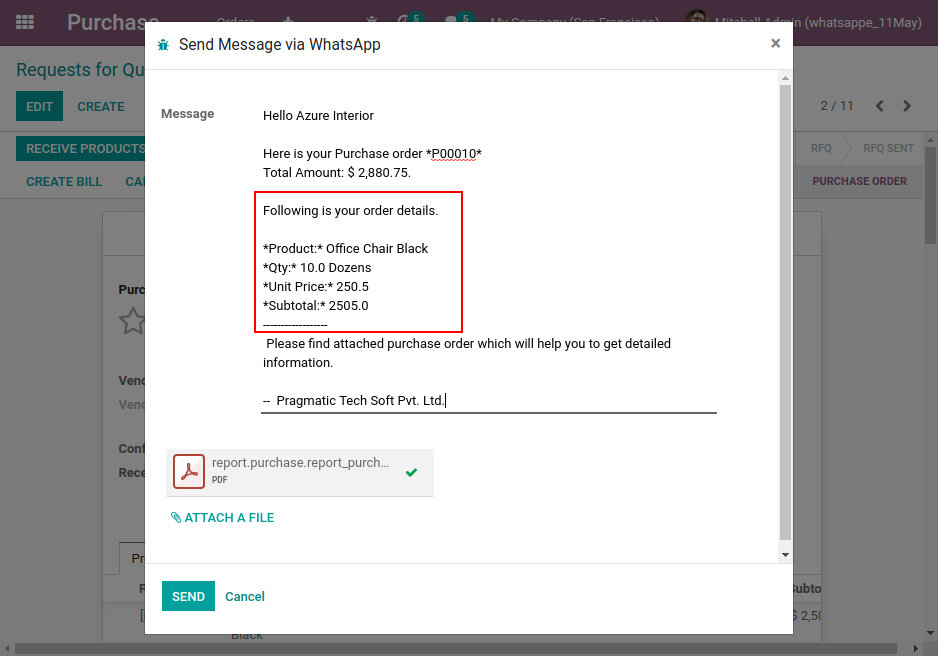 Purchase
Orders
5
5
My Company (San Francisco)
Mitchell Admin (whatsappe_11May)
Requests for Qu
EDIT
CREATE
2 / 11
RECEIVE PRODUCTS
RFQ
RFQ SENT
CREATE BILL
PURCHASE ORDER
Send Message via WhatsApp
×
Message
Hello Azure Interior
Here is your Purchase order *P00010*
Total Amount: $ 2,880.75.
Following is your order details.
*Product:* Office Chair Black
*Qty:* 10.0 Dozens
*Unit Price:* 250.5
*Subtotal:* 2505.0
------------------
Please find attached purchase order which will help you to get detailed
information.
-- Pragmatic Tech Soft Pvt. Ltd.
report.purchase.report_purch...
PDF
ATTACH A FILE
SEND
Cancel
Purc
Vend
Vend
Conf
Rece
Pr
Subto
$ 2,50
Black